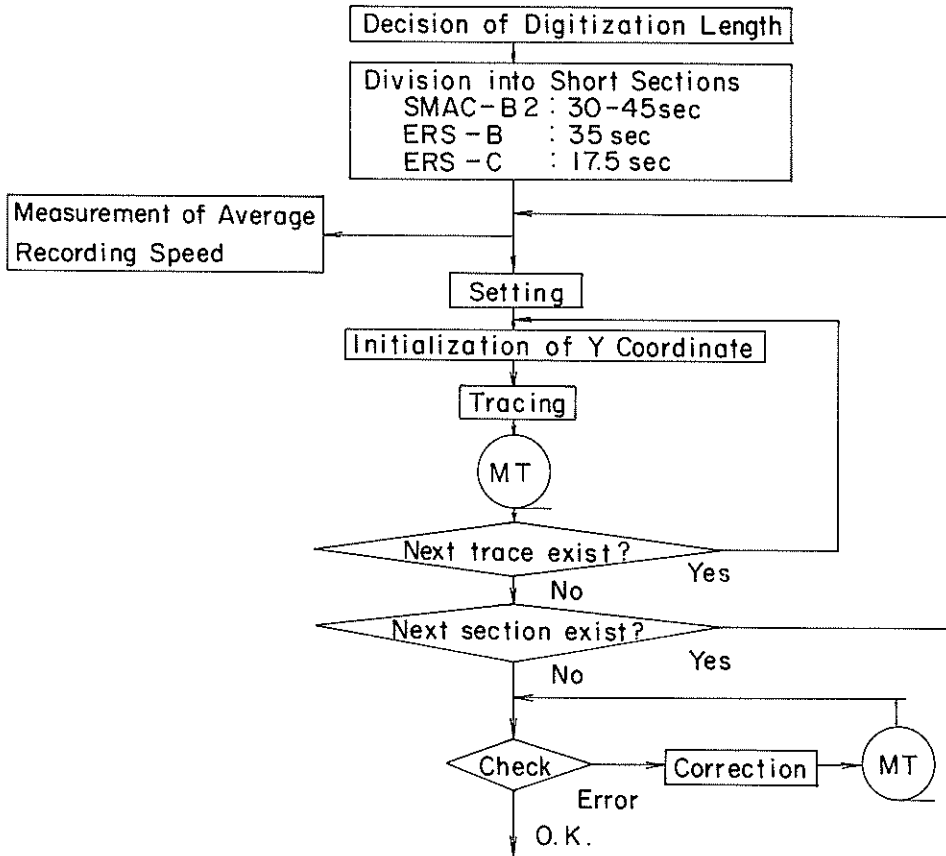 Decision of Digitization Length
Division into Short Sections
SMAC-B2 : 30-45sec
ERS-B : 35 sec
ERS-C : 17.5 sec
Measurement of Average
Recording Speed
Setting
Initialization of Y Coordinate
Tracing
MT
Next trace exist?
Yes
No
Next section exist?
Yes
No
Check
Error
Correction
MT
O.K.